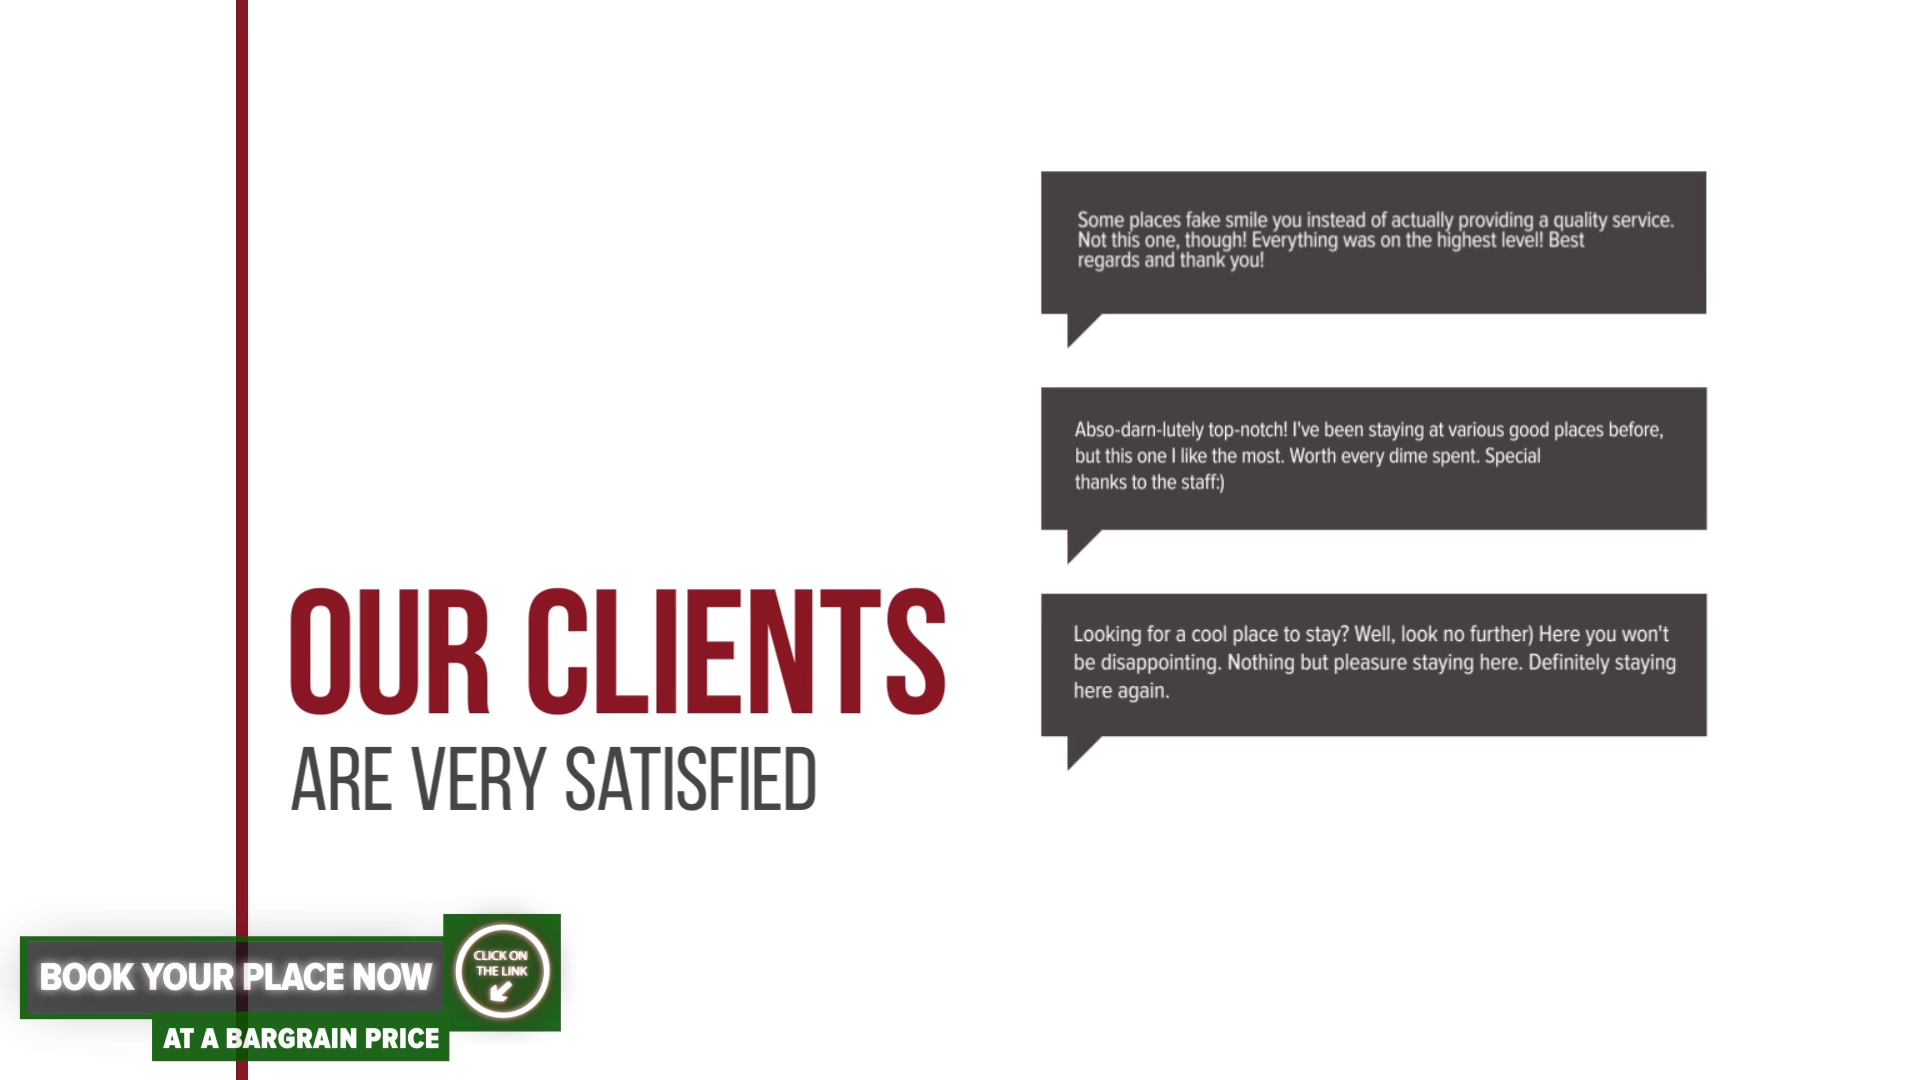 Some places fake smile you instead of actually providing a quality service.
Not this one, though! Everything was on the highest level! Best
regards and thank you!
Abso-darn-lutely top-notch! I've been staying at various good places before,
but this one I like the most. Worth every dime spent. Special
thanks to the staff:)
Looking for a cool place to stay? Well, look no further) Here you won't
be disappointing. Nothing but pleasure staying here. Definitely staying
here again.
OUR CLIENTS
ARE VERY SATISFIED
BOOK YOUR PLACE NOW
CLICK ON
THE LINK
AT A BARGRAIN PRICE